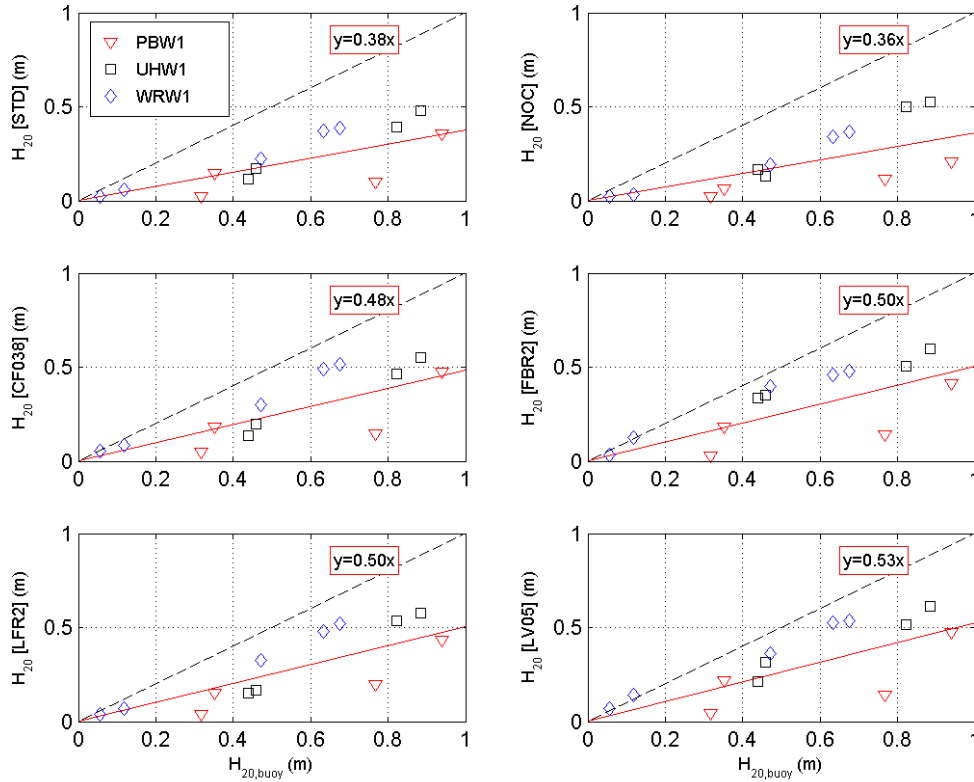 1
0.5
0
H20 [STD] (m)
PBW1
UHW1
WRW1
y=0.38x
0 0.2 0.4 0.6 0.8 1
1
0.5
0
H20 [NOC] (m)
y=0.36x
0 0.2 0.4 0.6 0.8 1
1
0.5
0
H20 [CF038] (m)
y=0.48x
0 0.2 0.4 0.6 0.8 1
1
0.5
0
H20 [FBR2] (m)
y=0.50x
0 0.2 0.4 0.6 0.8 1
1
0.5
0
H20 [LFR2] (m)
y=0.50x
0 0.2 0.4 0.6 0.8 1
H20,buoy (m)
1
0.5
0
H20 [LV05] (m)
y=0.53x
0 0.2 0.4 0.6 0.8 1
H20,buoy (m)